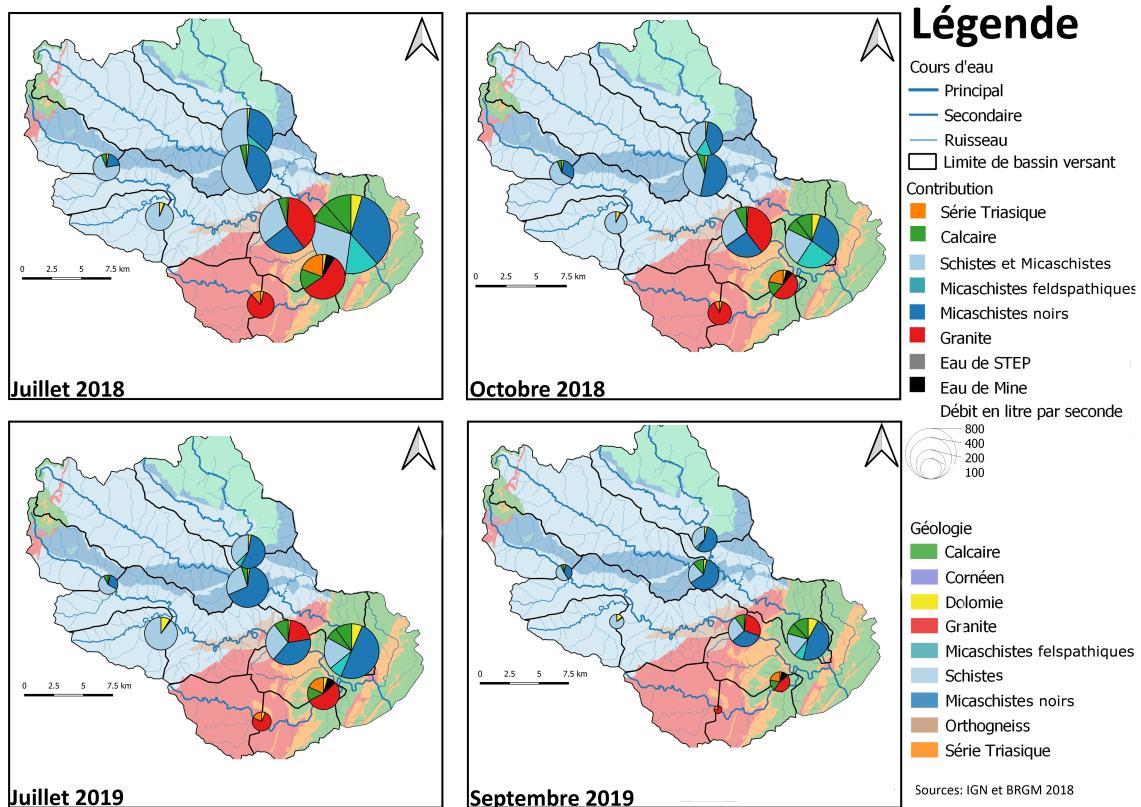 Légende
Cours d'eau
Principal
Secondaire
Ruisseau
Limite de bassin versant
Contribution
Série Triasique
Calcaire
Schistes et Micaschistes
Micaschistes feldspathiques
Micaschistes noirs
Granite
Eau de STEP
Eau de Mine
Débit en litre par seconde
800
400
200
100
Géologie
Calcaire
Cornéen
Dolomie
Granite
Micaschistes felspathiques
Schistes
Micaschistes noirs
Orthogneiss
Série Triasique
Sources: IGN et BRGM 2018
0 2.5 5 7.5 km
Juillet 2018
0 2.5 5 7.5 km
Octobre 2018
0 2.5 5 7.5 km
Juillet 2019
0 2.5 5 7.5 km
Septembre 2019